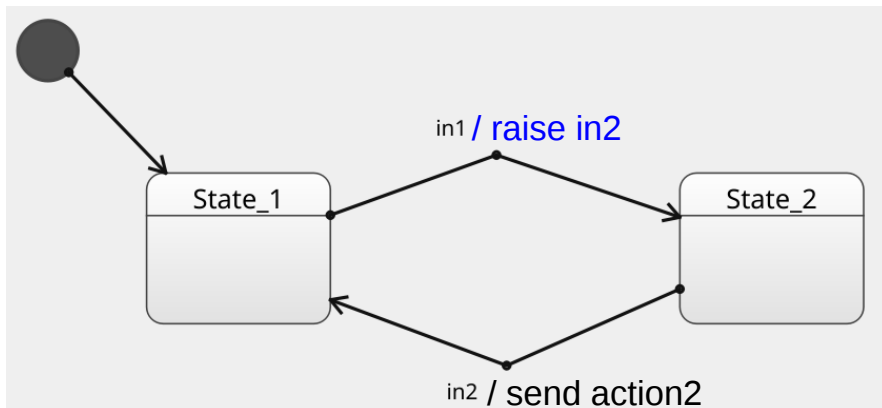 in1 / raise in2
State_1
State_2
in2 / send action2